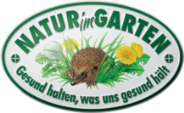 NATUR im GARTEN
Gesund halten, was uns gesund hält